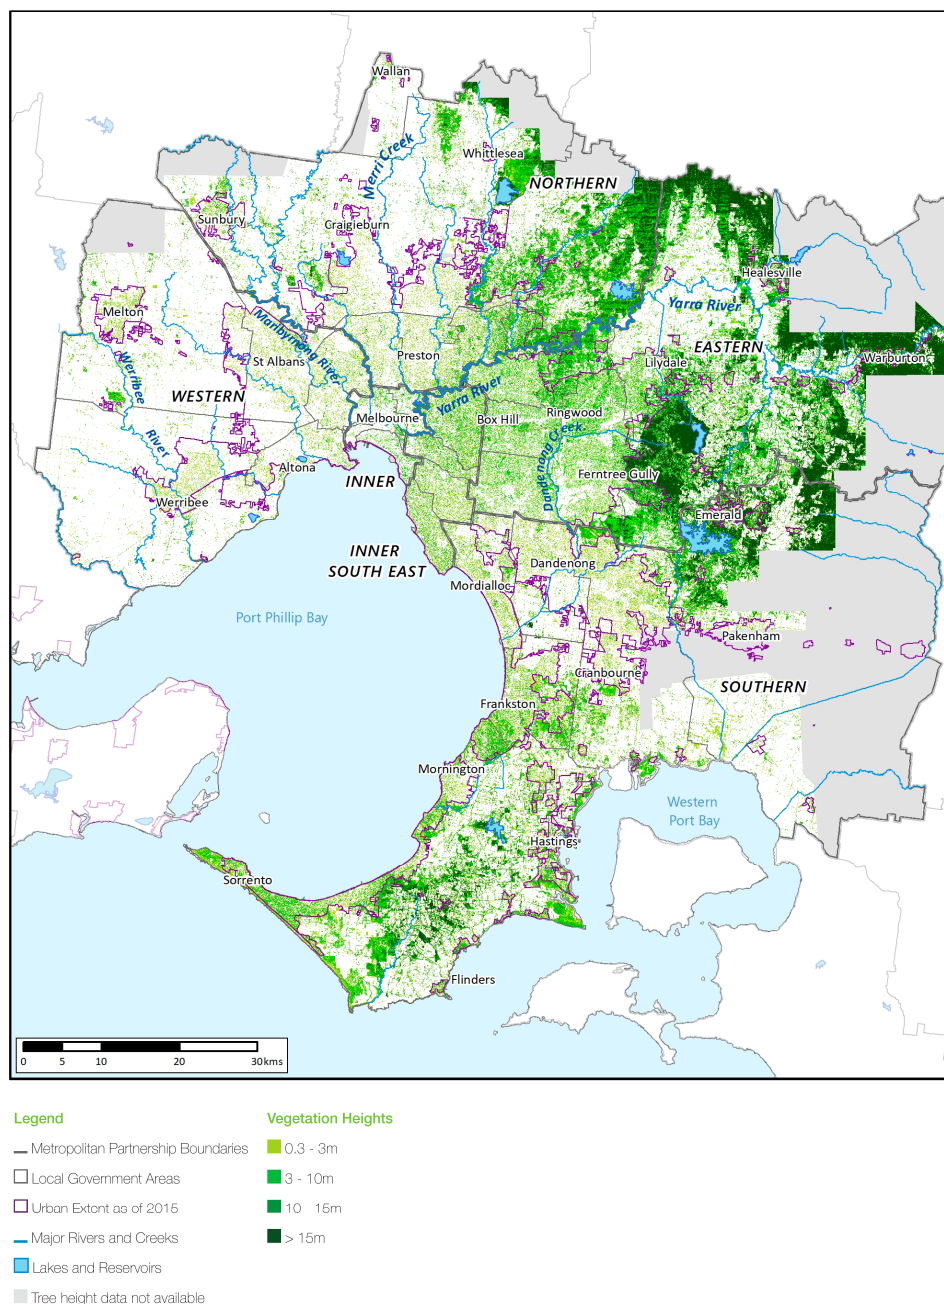 Wallan
Merri Creek
Whittlesea
NORTHERN
Sunbury
Craigieburn
Healesville
Yarra River
Melton
Maribyrnong River
EASTERN
Preston
St Albans
Lilydale
Warburton
Werribee
River
WESTERN
Yarra River
Melbourne
Box Hill
Ringwood
Dandenong Creek
Altona
Ferntree Gully
INNER
Werribee
Emerald
INNER
SOUTH EAST
Dandenong
Mordialloc
Port Phillip Bay
Pakenham
Cranbourne
SOUTHERN
Frankston
Mornington
Western
Port Bay
Hastings
Sorrento
Flinders
0 5 10 20 30 kms
Legend
Metropolitan Partnership Boundaries
Local Government Areas
Urban Extent as of 2015
Major Rivers and Creeks
Lakes and Reservoirs
Tree height data not available
Vegetation Heights
0.3 - 3m
3 - 10m
10 15m
> 15m